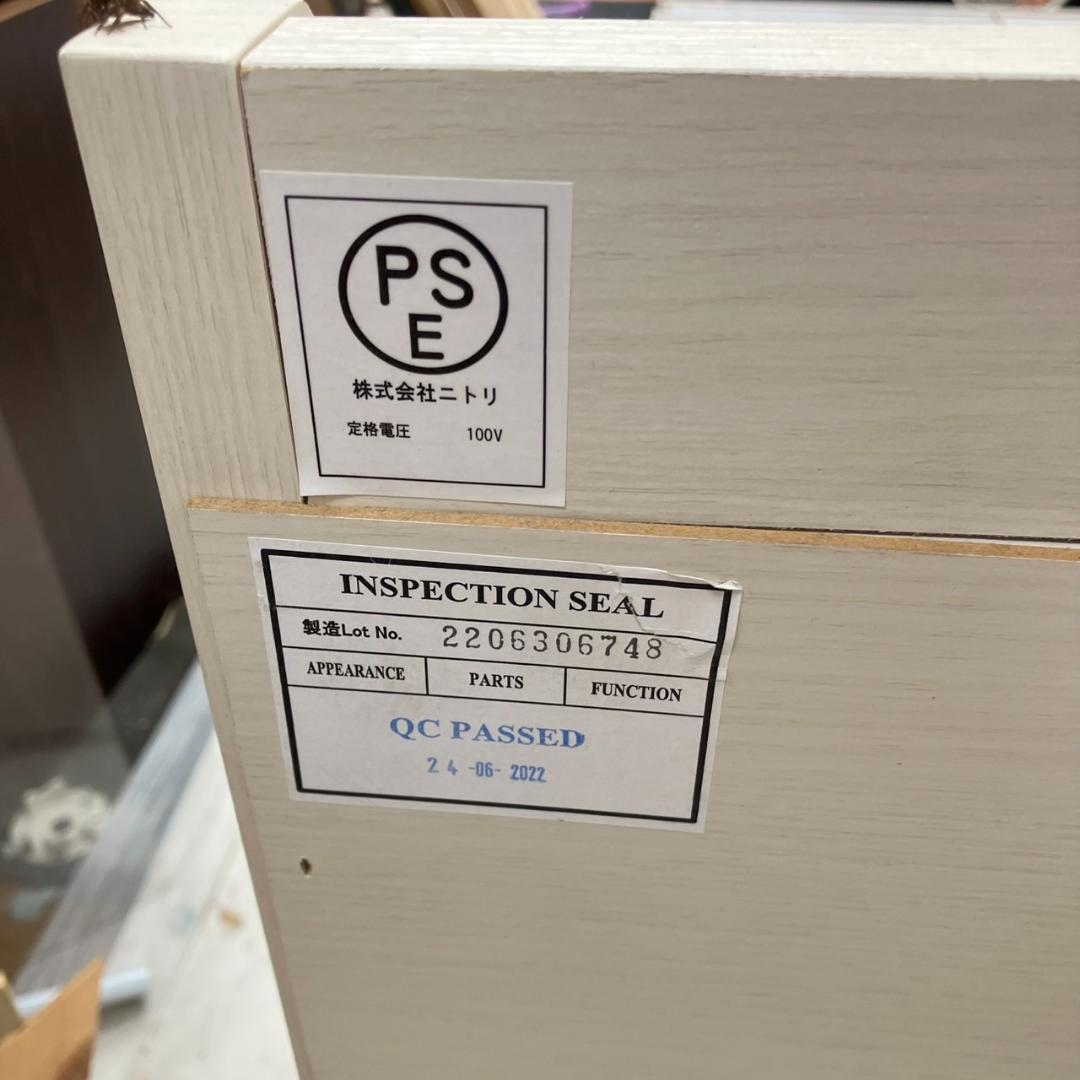 PS
E
株式会社ニトリ
定格電圧 100V
INSPECTION SEAL
製造Lot No. 2206306748
APPEARANCE PARTS FUNCTION
QC PASSED
24 -06- 2022